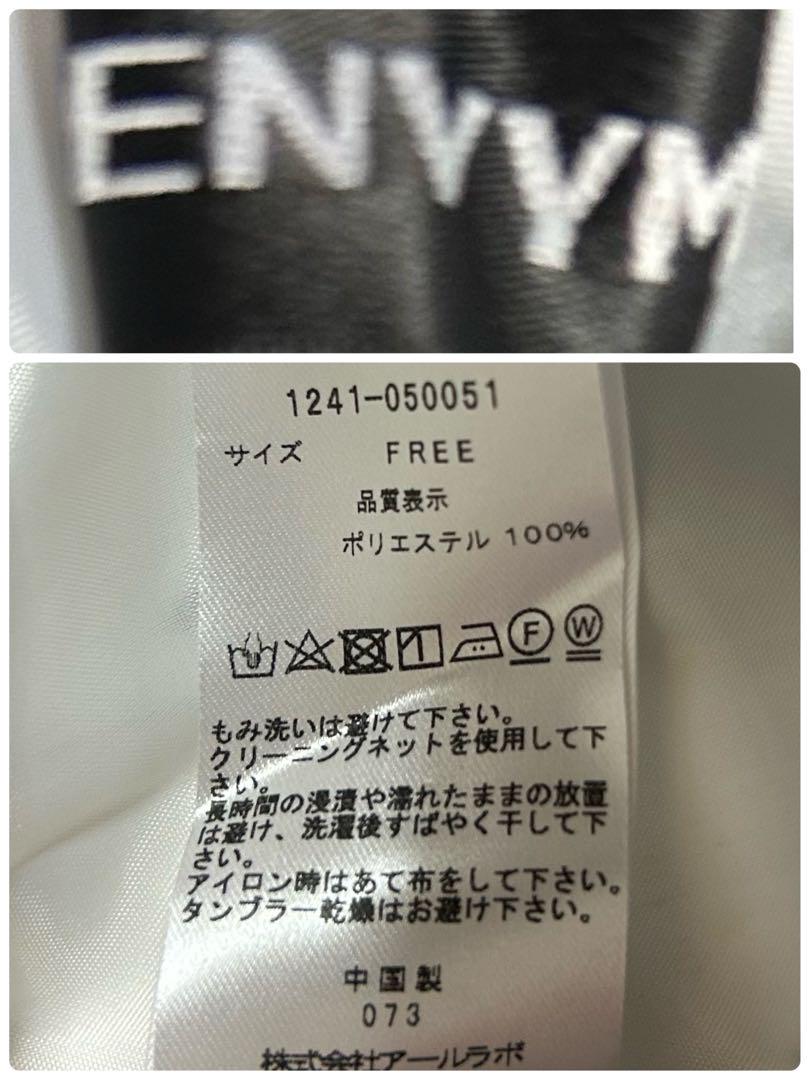 ENVYM
1241-050051
サイズ FREE
品質表示
ポリエステル 100%
F W
もみ洗いは避けて下さい。
クリーニングネットを使用して下
さい。
長時間の浸漬や濡れたままの放置
は避け、洗濯後すばやく干して下
さい。
アイロン時はあて布をして下さい。
タンブラー乾燥はお避け下さい。
中国製
073
株式会社アールラボ